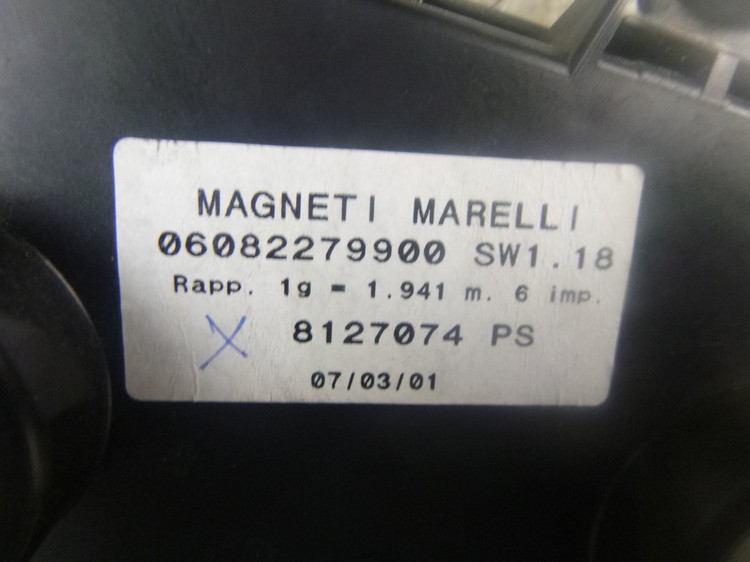 MAGNETI MARELLI
06082279900 SW1.18
Rapp. 1g = 1.941 m. 6 imp.
X 8127074 PS
07/03/01